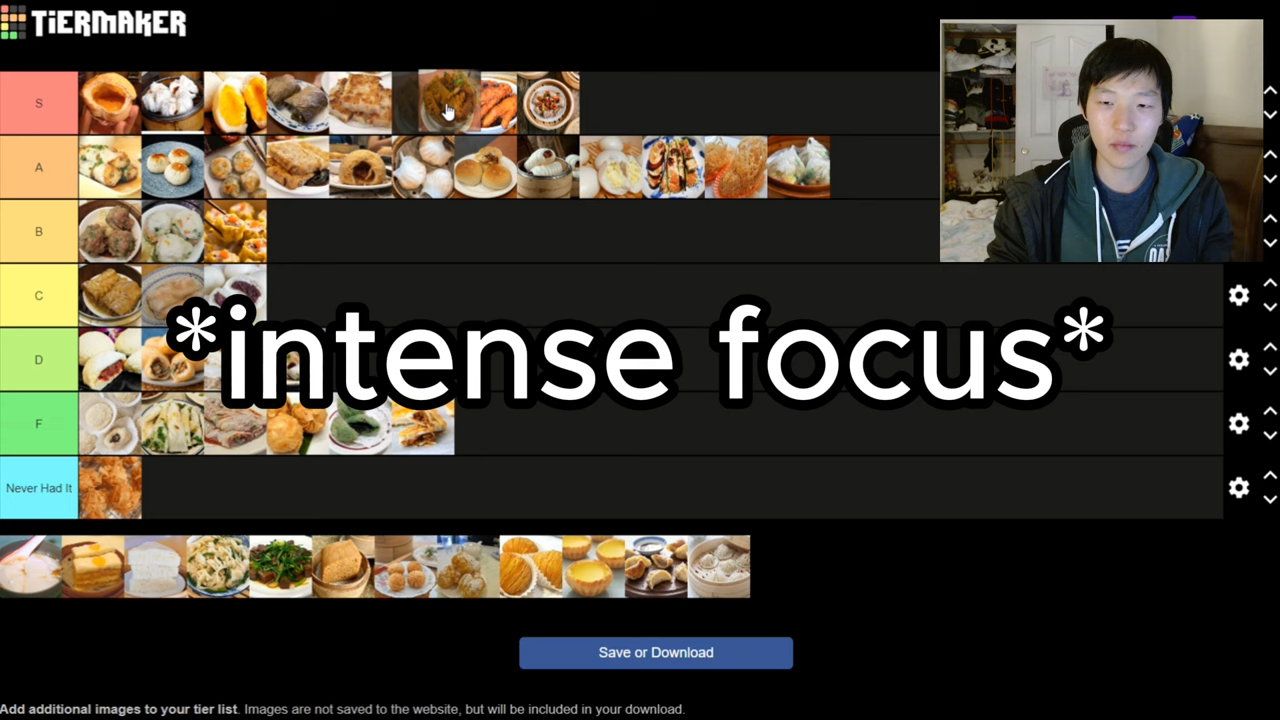 TiERMAKER
S
A
B
C
*intense focus*
D
F
Never Had It
Save or Download
Add additional images to your tier list. Images are not saved to the website, but will be included in your download.